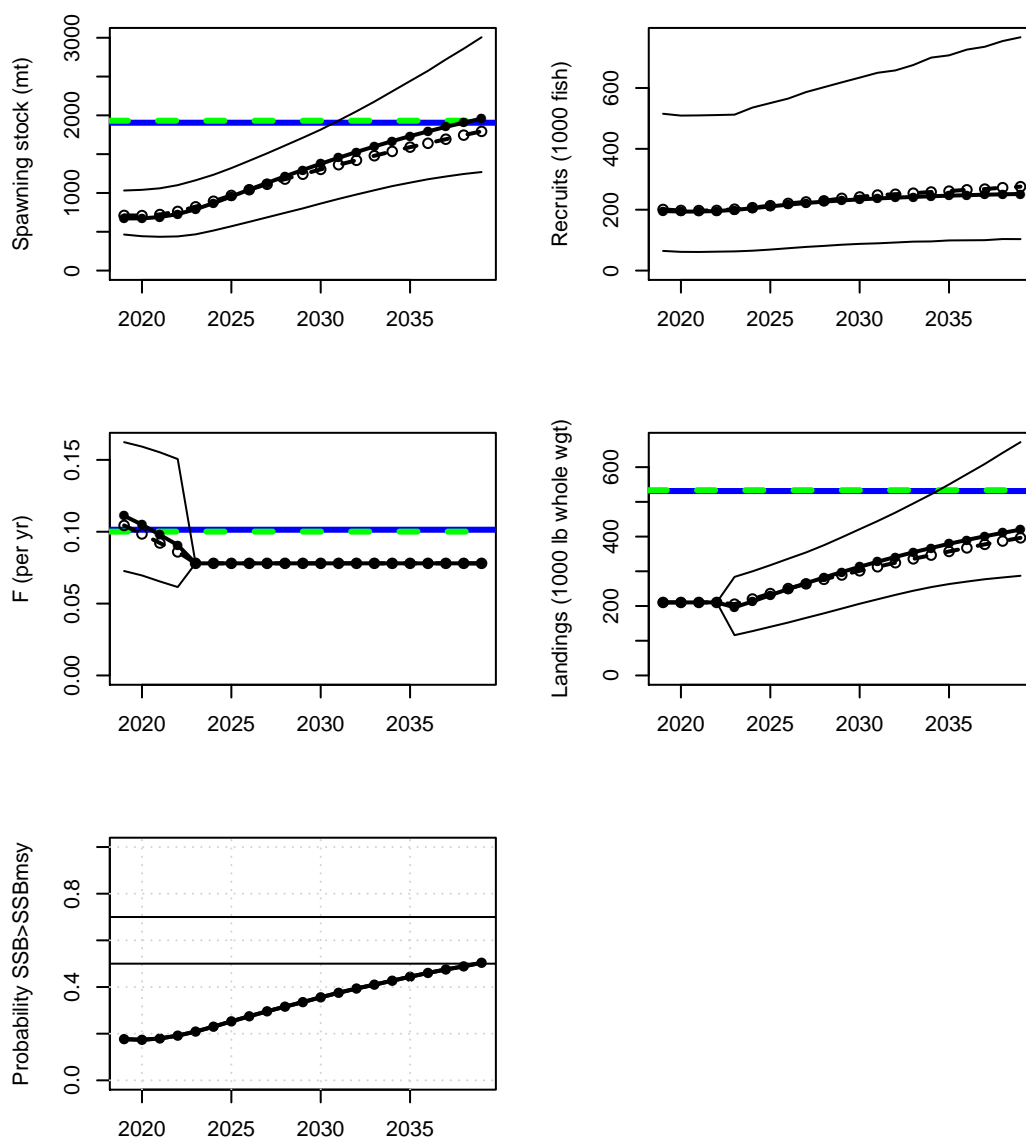 Spawning stock (mt)
0 1000 2000 3000
2020 2025 2030 2035
Recruits (1000 fish)
0 200 400 600
2020 2025 2030 2035
F (per yr)
0.00 0.05 0.10 0.15
2020 2025 2030 2035
Landings (1000 lb whole wgt)
0 200 400 600
2020 2025 2030 2035
Probability SSB>SSBmsy
0.0 0.4 0.8
2020 2025 2030 2035